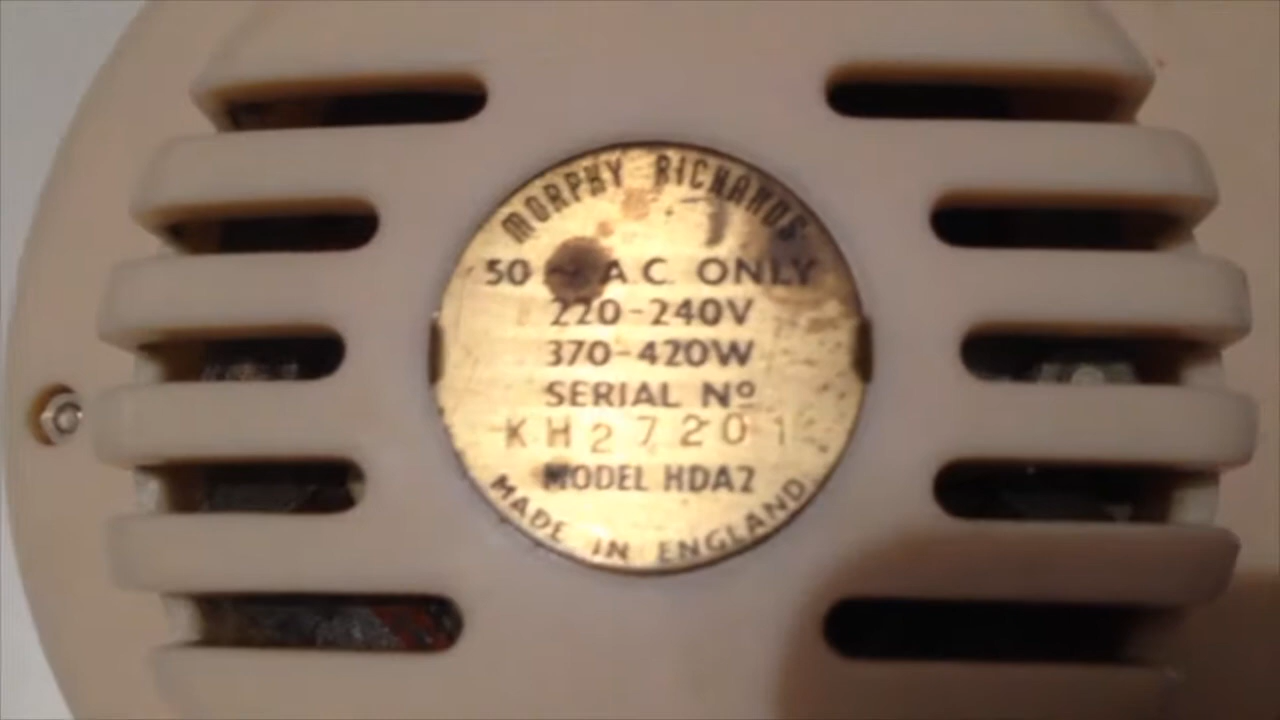 MORPHY RICHARDS
50 ~ A.C. ONLY
220-240V
370-420W
SERIAL Nº
KH27201
MODEL HDA2
MADE IN ENGLAND